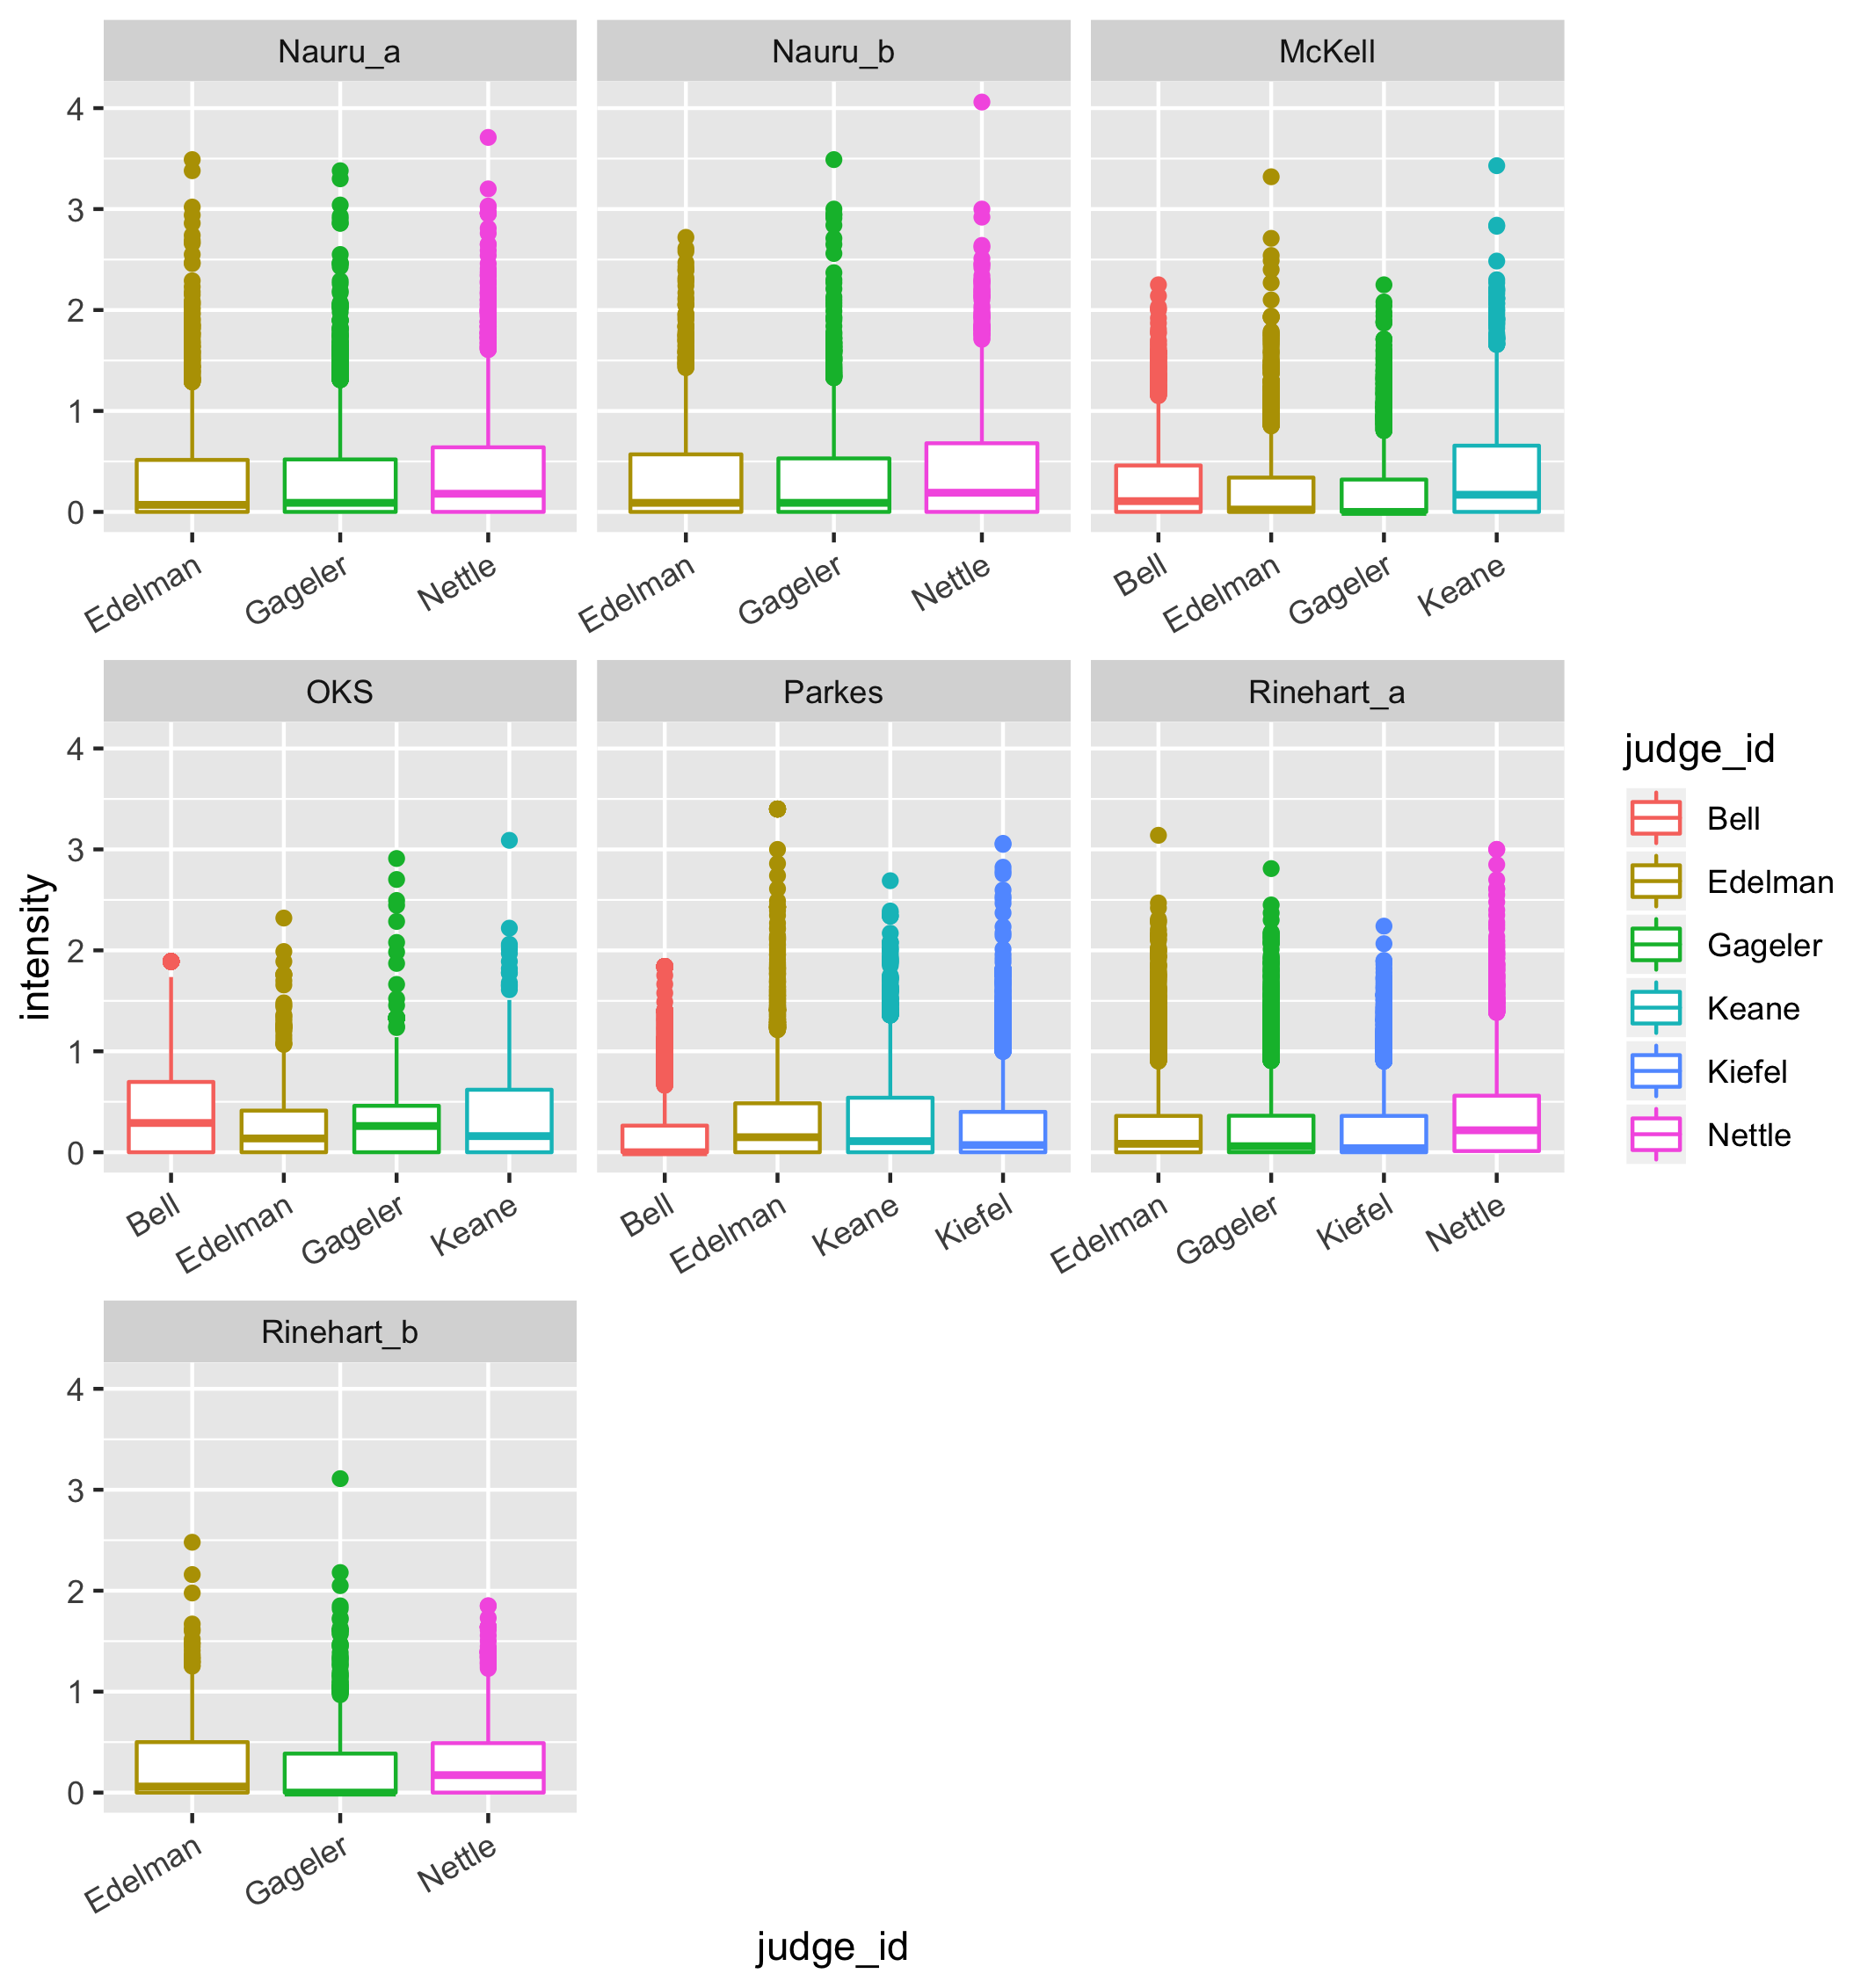 Nauru_a Nauru_b McKell
4
3
2
1
0
Edelman Gageler Nettle Edelman Gageler Nettle Bell Edelman Gageler Keane
OKS Parkes Rinehart_a
4
3
2
1
0
Bell Edelman Gageler Keane Bell Edelman Keane Kiefel Edelman Gageler Kiefel Nettle
Rinehart_b
4
3
2
1
0
Edelman Gageler Nettle
judge_id
intensity
judge_id
Bell
Edelman
Gageler
Keane
Kiefel
Nettle